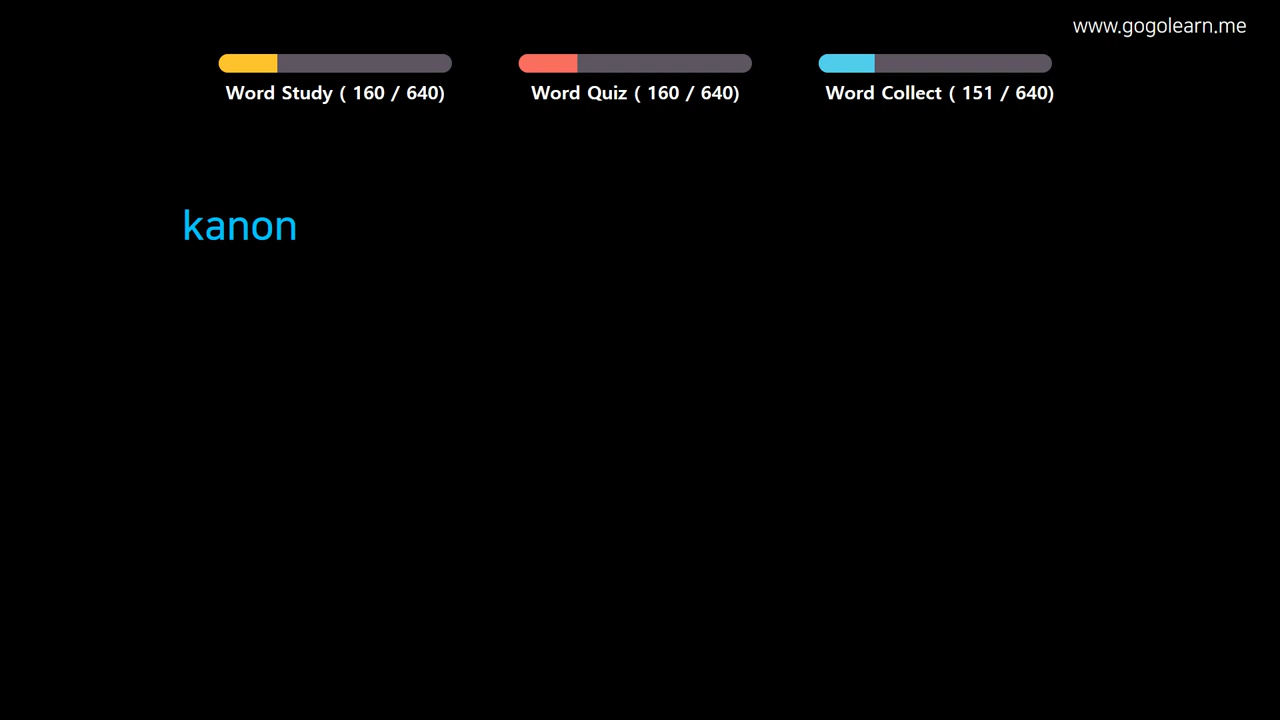 www.gogolearn.me
Word Study ( 160 / 640)
Word Quiz ( 160 / 640)
Word Collect ( 151 / 640)
kanon